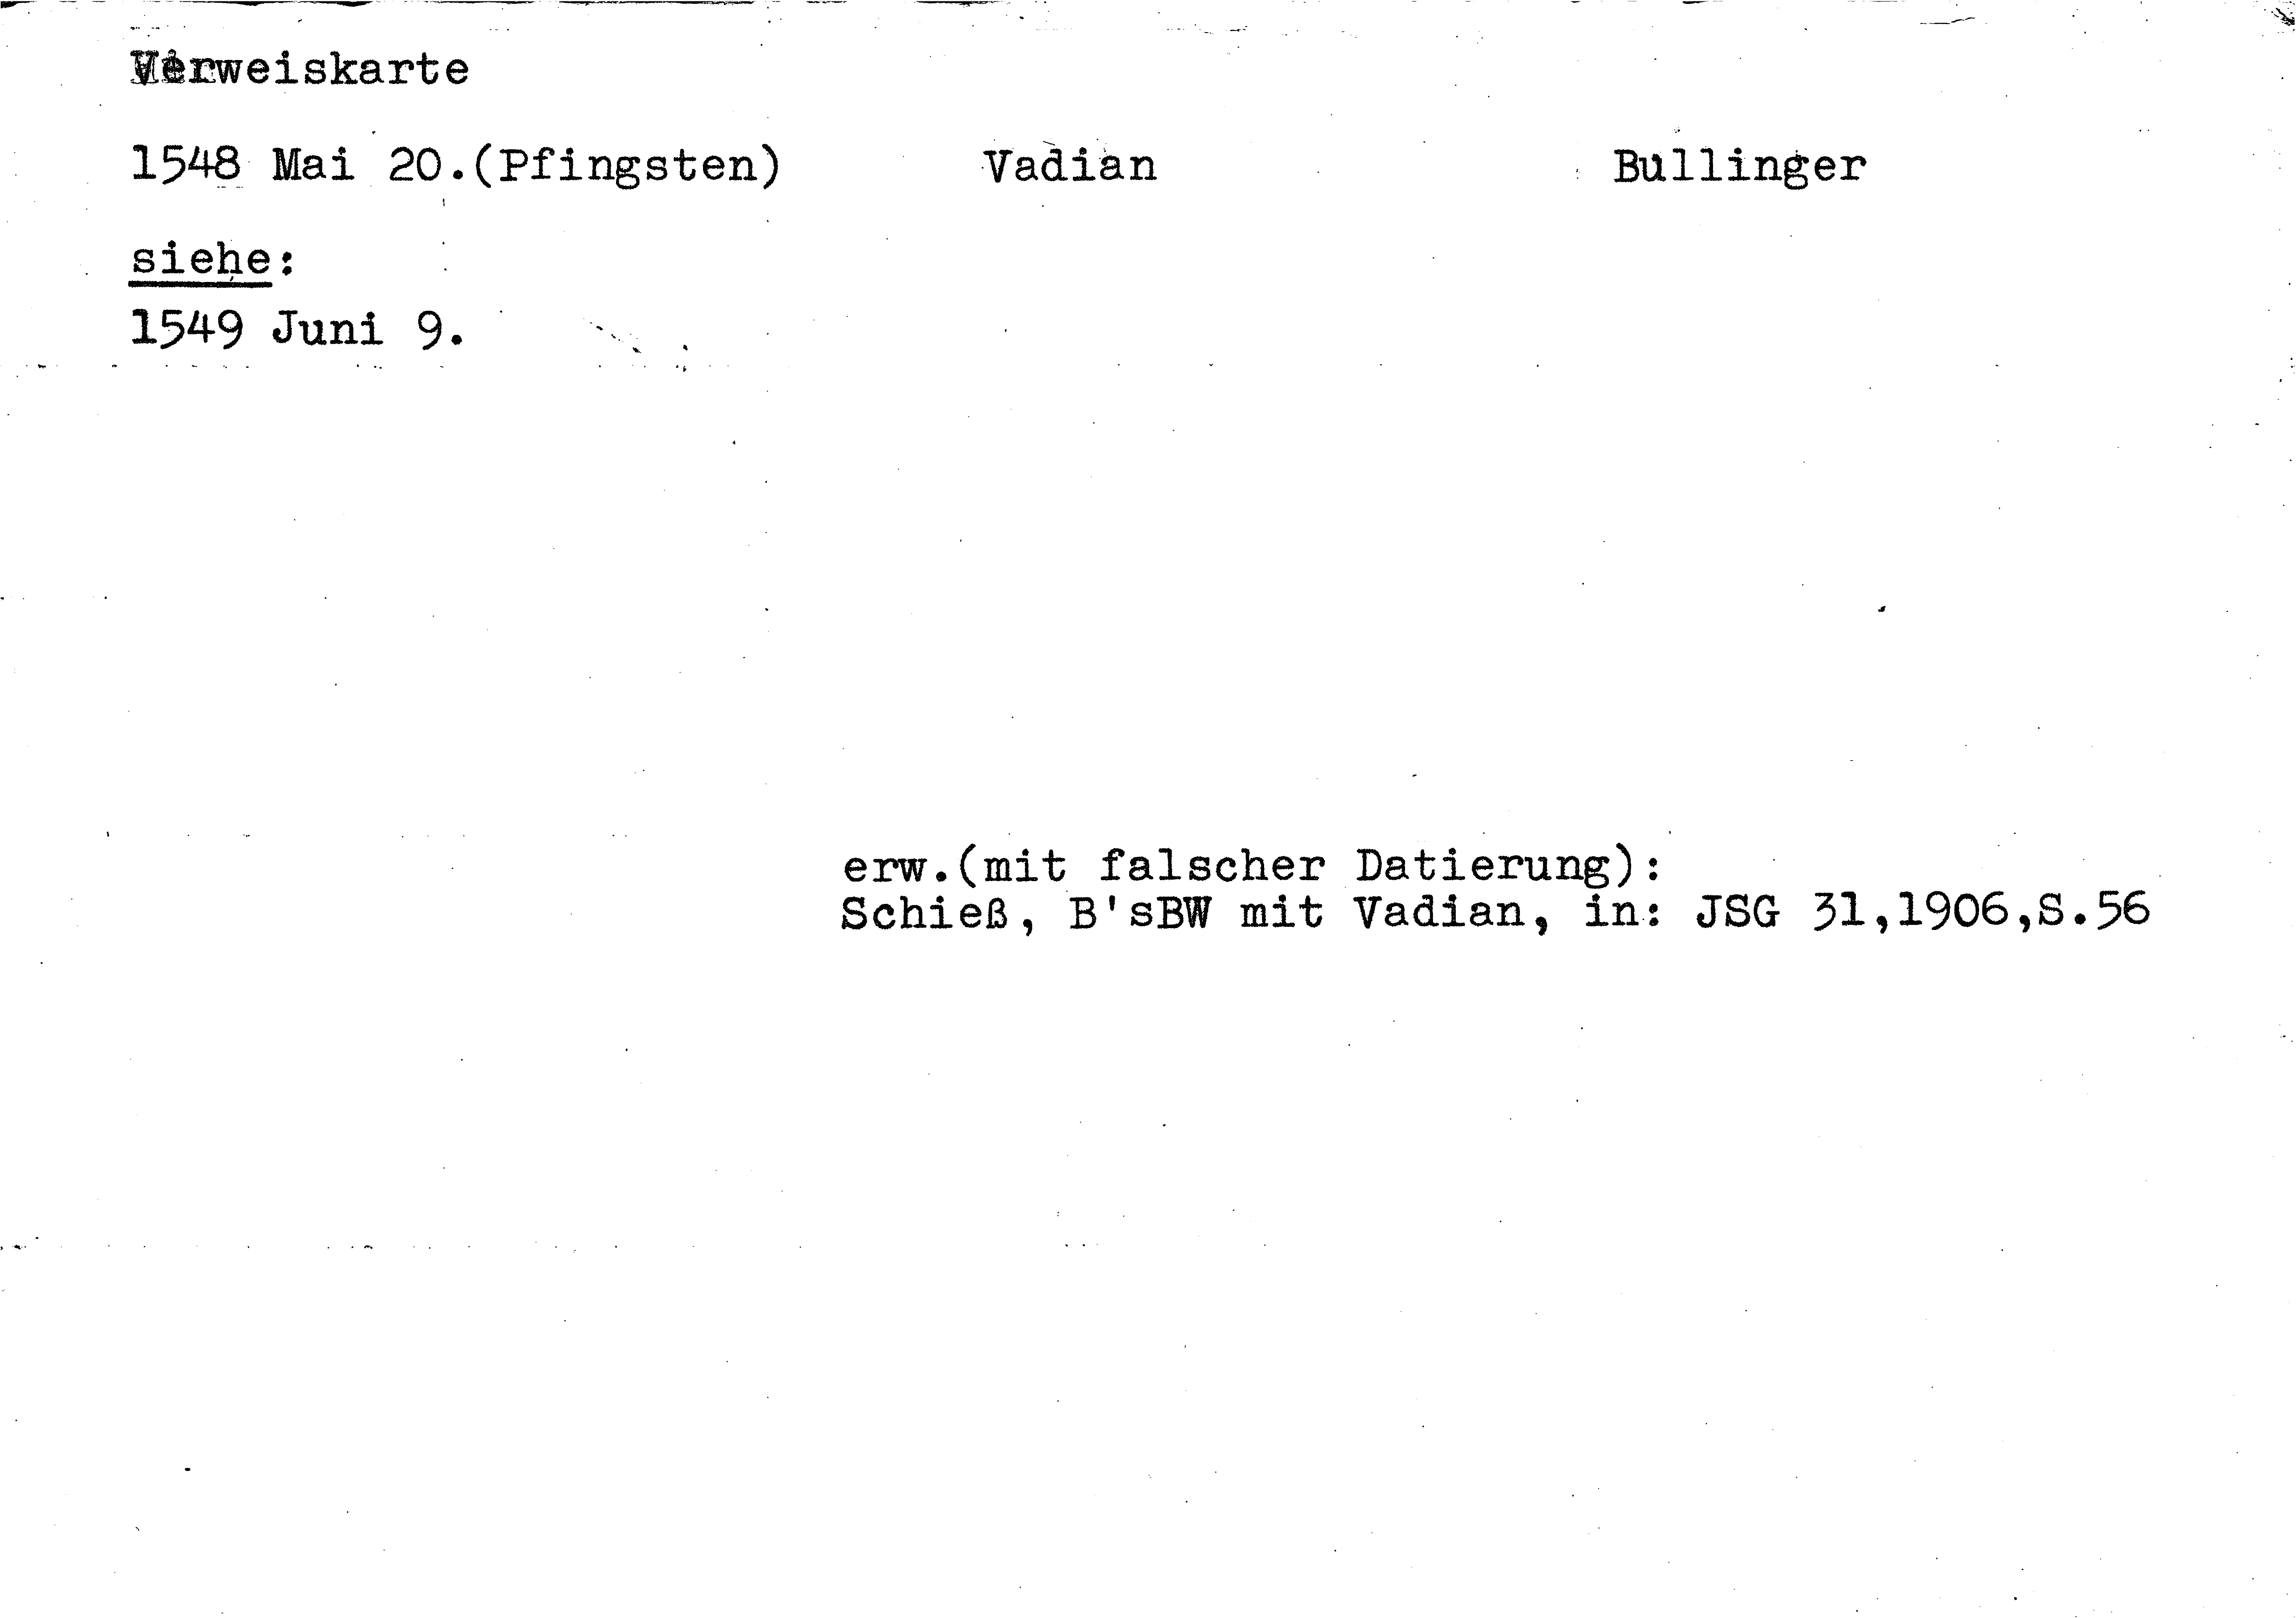 Verweiskarte
1548 Mai 20.(Pfingsten) Vadian Bullinger
siehe:
1549 Juni 9.
erw.(mit falscher Datierung):
Schieß, B'sBW mit Vadian, in: JSG 31,1906,S.56